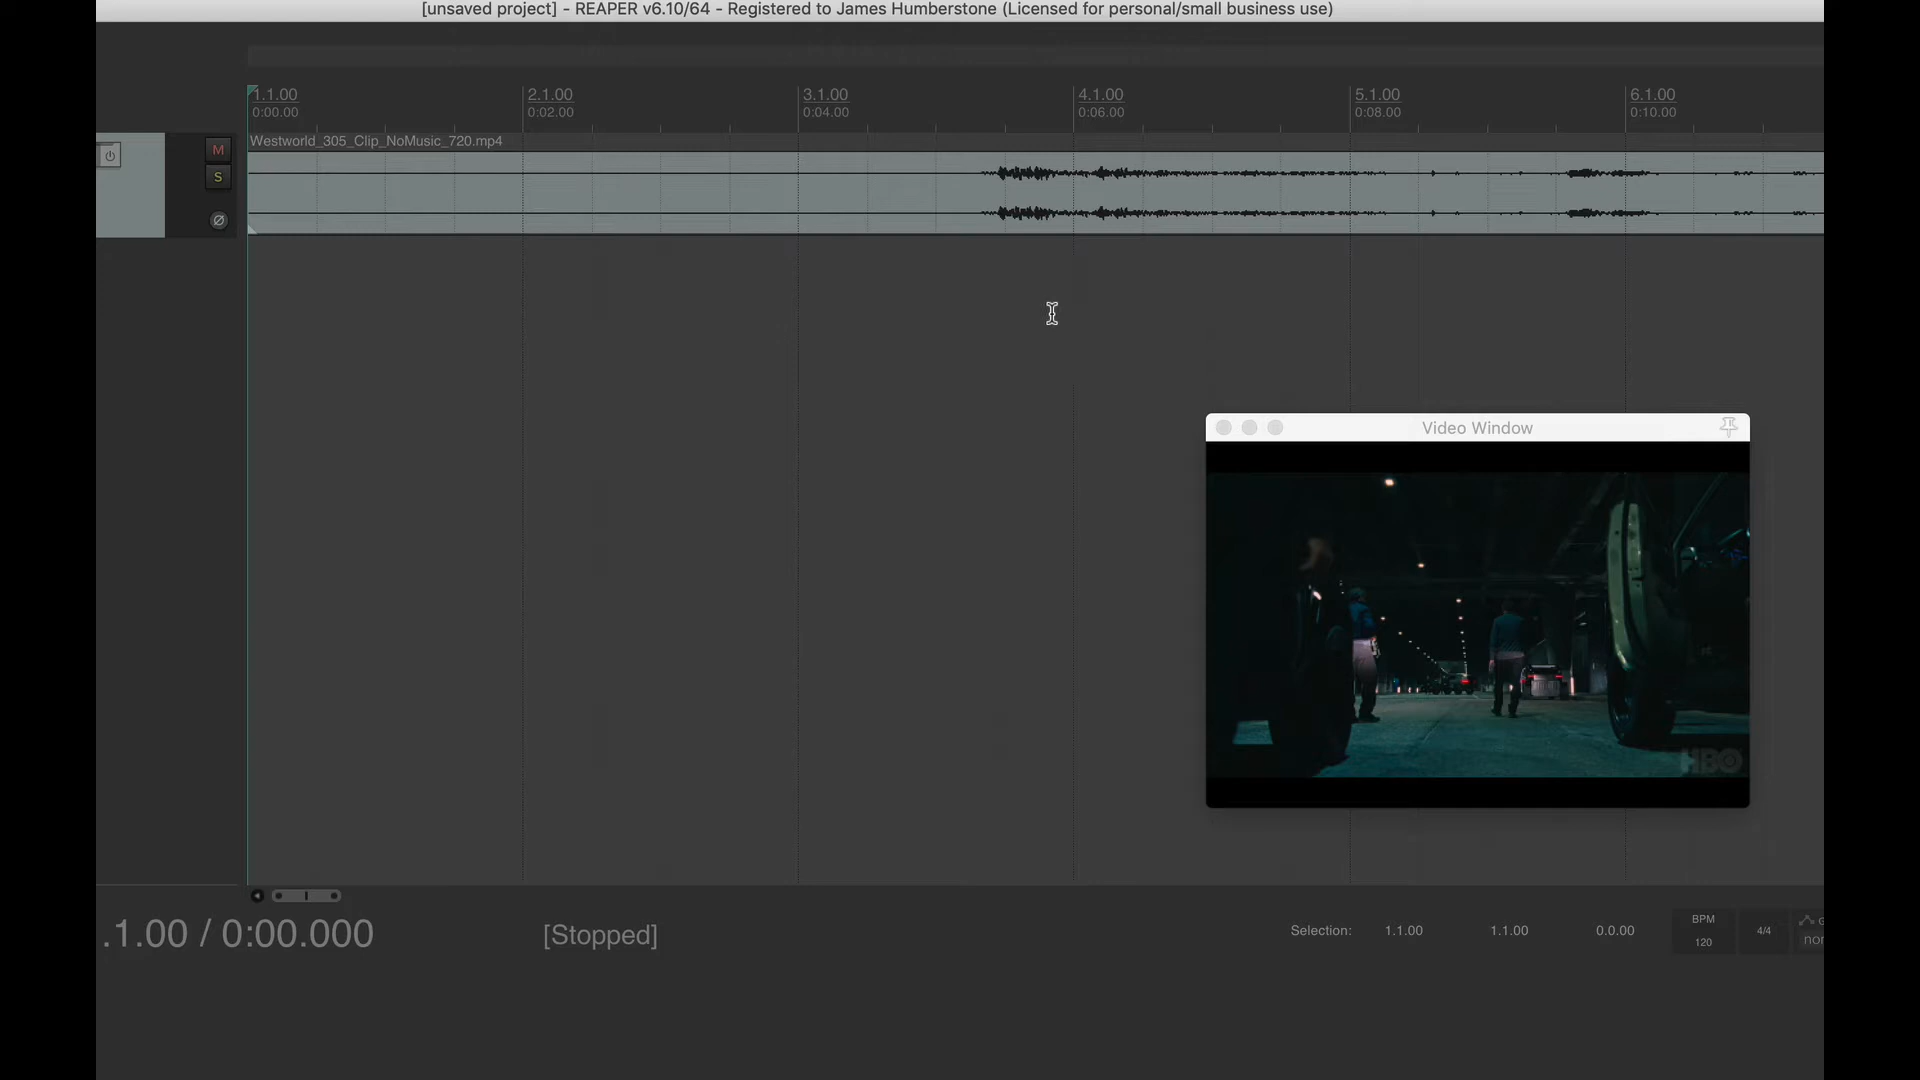 [unsaved project] - REAPER v6.10/64 - Registered to James Humberstone (Licensed for personal/small business use)
1.1.00 2.1.00 3.1.00 4.1.00 5.1.00 6.1.00
0:00.00 0:02.00 0:04.00 0:06.00 0:08.00 0:10.00
Westworld_305_Clip_NoMusic_720.mp4
M
S
Video Window
HBO
.1.00 / 0:00.000
[Stopped]
Selection: 1.1.00 1.1.00 0.0.00
BPM
120
4/4